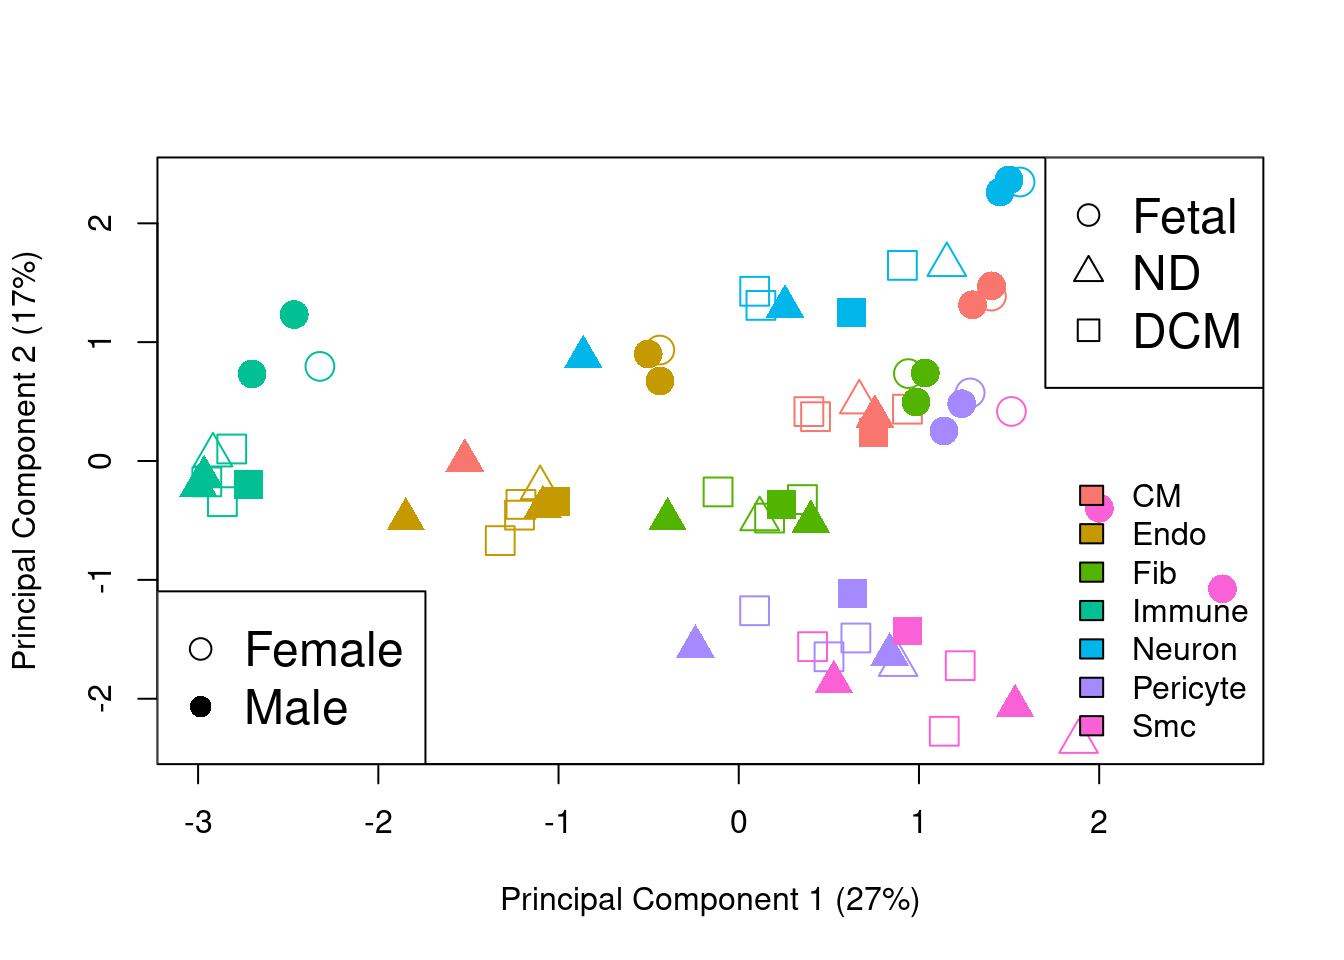 Fetal
ND
DCM
CM
Endo
Fib
Immune
Neuron
Pericyte
Smc
Female
Male
2
1
0
-1
-2
Principal Component 2 (17%)
-3
-2
-1
0
1
2
Principal Component 1 (27%)